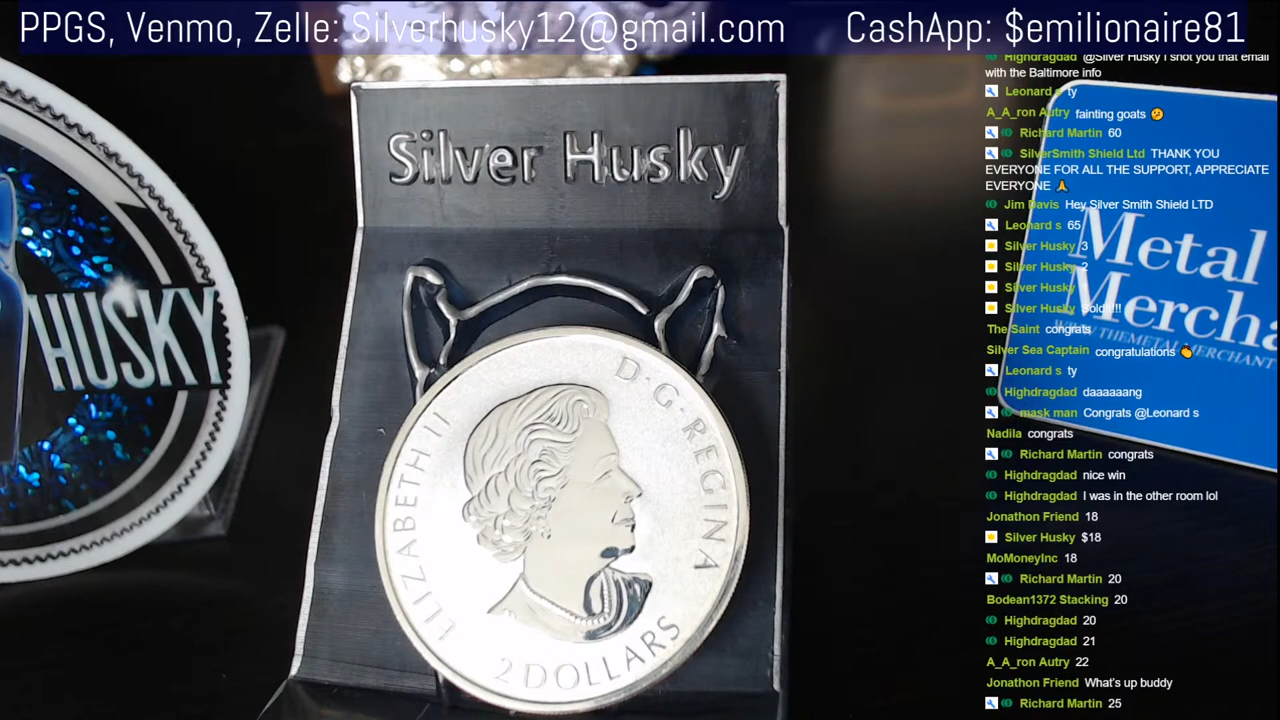 PPGS, Venmo, Zelle: Silverhusky12@gmail.com CashApp: $emilionaire81
Silver Husky
HUSKY
ELIZABETH II D·G·REGINA
2 DOLLARS
Metal
Mercha
THEMETALMERCHANT
Highdragdad @Silver Husky I shot you that email
with the Baltimore info
Leonard s ty
A_A_ron Autry fainting goats
Richard Martin 60
SilverSmith Shield Ltd THANK YOU
EVERYONE FOR ALL THE SUPPORT, APPRECIATE
EVERYONE
Jim Davis Hey Silver Smith Shield LTD
Leonard s 65
Silver Husky 3
Silver Husky 2
Silver Husky
Silver Husky Sold!!!!
The Saint congrats
Silver Sea Captain congratulations
Leonard s ty
Highdragdad daaaaaang
mask man Congrats @Leonard s
Nadila congrats
Richard Martin congrats
Highdragdad nice win
Highdragdad I was in the other room lol
Jonathon Friend 18
Silver Husky $18
MoMoneyInc 18
Richard Martin 20
Bodean1372 Stacking 20
Highdragdad 20
Highdragdad 21
A_A_ron Autry 22
Jonathon Friend What's up buddy
Richard Martin 25